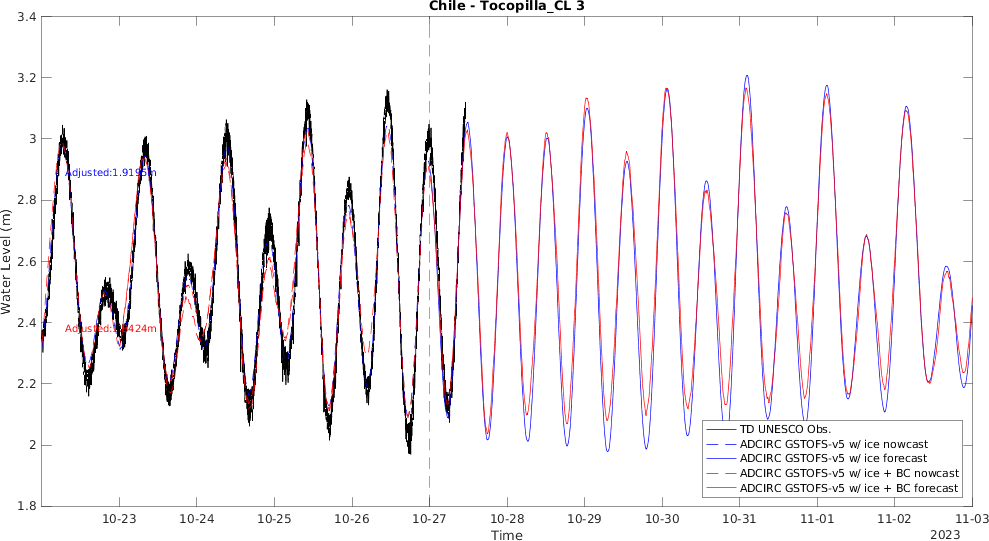 Chile - Tocopilla_CL 3
3.4
3.2
3
2.8
2.6
2.4
2.2
2
1.8
Water Level (m)
Adjusted:1.9195m
TD UNESCO Obs.
ADCIRC GSTOFS-v5 w/ ice nowcast
ADCIRC GSTOFS-v5 w/ ice forecast
ADCIRC GSTOFS-v5 w/ ice + BC nowcast
ADCIRC GSTOFS-v5 w/ ice + BC forecast
10-23
10-24
10-25
10-26
10-27
10-28
10-29
10-30
10-31
11-01
11-02
11-03
Time
2023